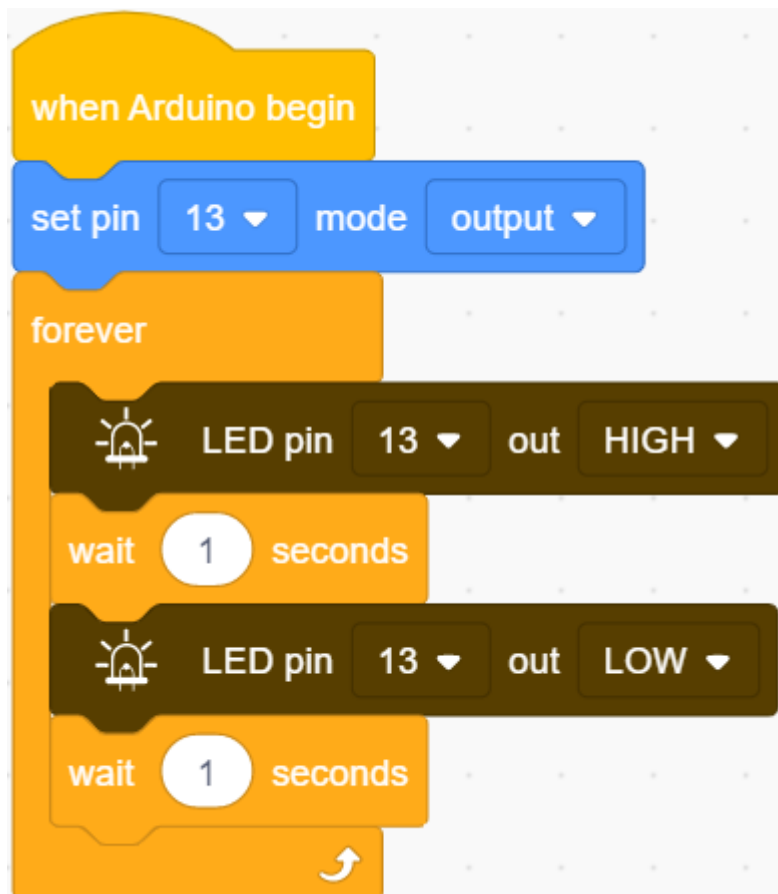 when Arduino begin
set pin 13 mode output
forever
LED pin 13 out HIGH
wait 1 seconds
LED pin 13 out LOW
wait 1 seconds